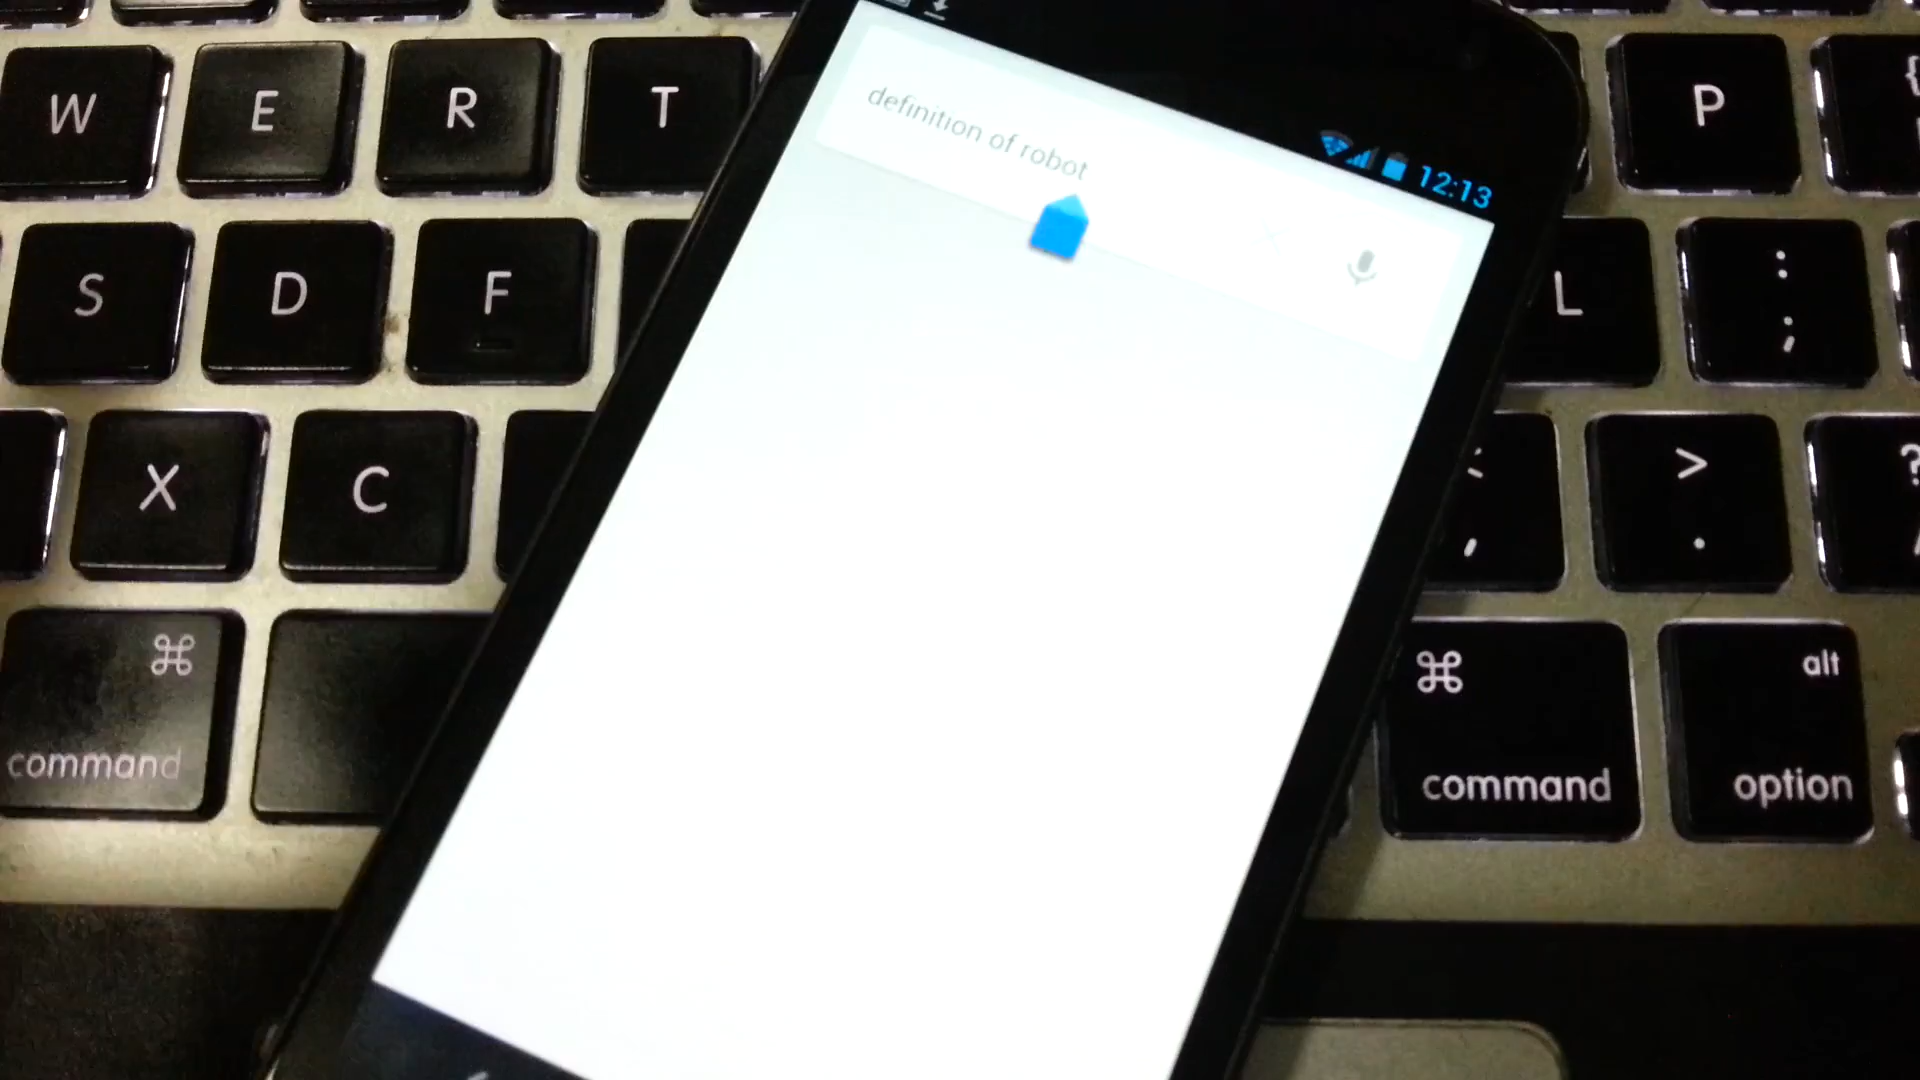 W E R T P {
definition of robot
12:13
S D F L : ;
X C < , > . ?
⌘ command ⌘ command alt option